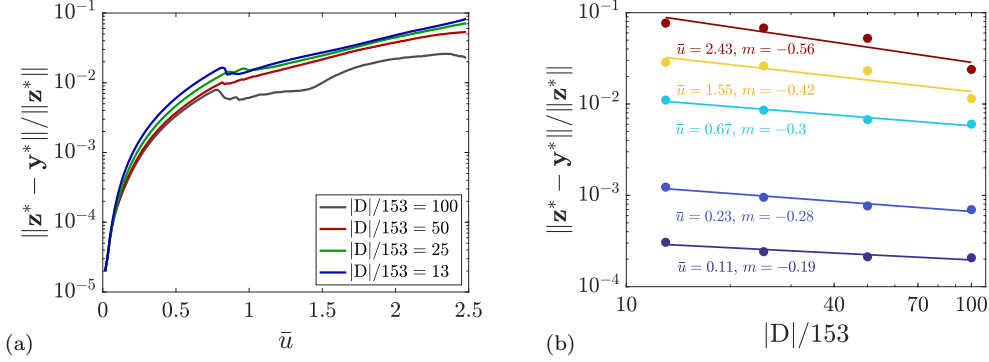 ‖z* − y*‖/‖z*‖
10⁻¹
10⁻²
10⁻³
10⁻⁴
10⁻⁵
0
0.5
1
1.5
2
2.5
ū
|D|/153 = 100
|D|/153 = 50
|D|/153 = 25
|D|/153 = 13
(a)
‖z* − y*‖/‖z*‖
10⁻¹
10⁻²
10⁻³
10⁻⁴
ū = 2.43, m = −0.56
ū = 1.55, m = −0.42
ū = 0.67, m = −0.3
ū = 0.23, m = −0.28
ū = 0.11, m = −0.19
10
40
70
100
|D|/153
(b)